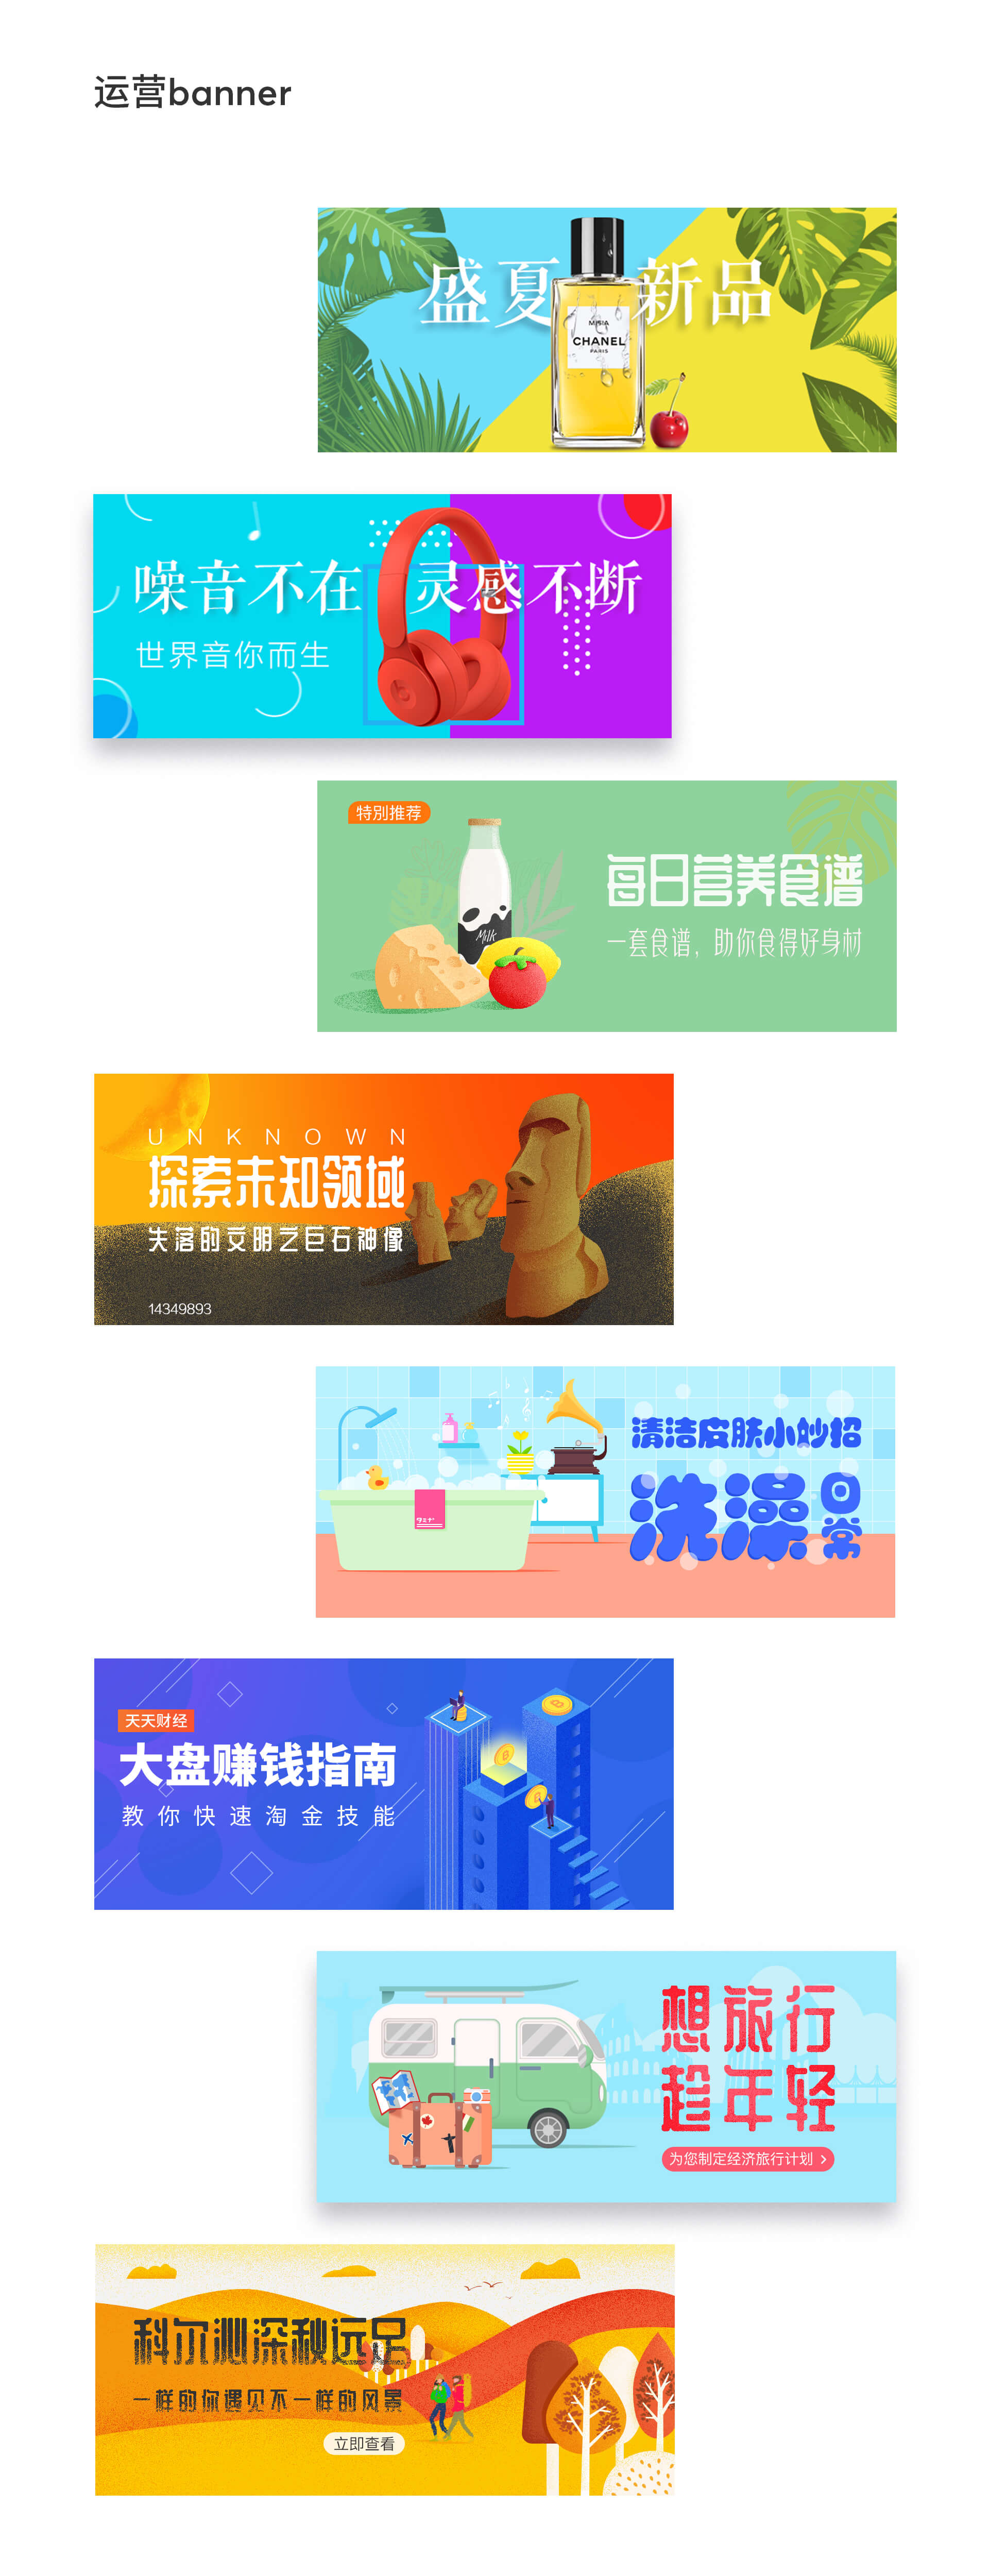 运营banner
盛夏 新品
MISIA
CHANEL
PARIS
噪音不在 灵感不断
世界音你而生
特别推荐
每日营养食谱
一套食谱，助你食得好身材
Milk
UNKNOWN
探索未知领域
失落的文明之巨石神像
14349893
清洁皮肤小妙招
洗澡日常
天天财经
大盘赚钱指南
教你快速淘金技能
想旅行
趁年轻
为您制定经济旅行计划 >
科尔沁深秋远足
一样的你遇见不一样的风景
立即查看